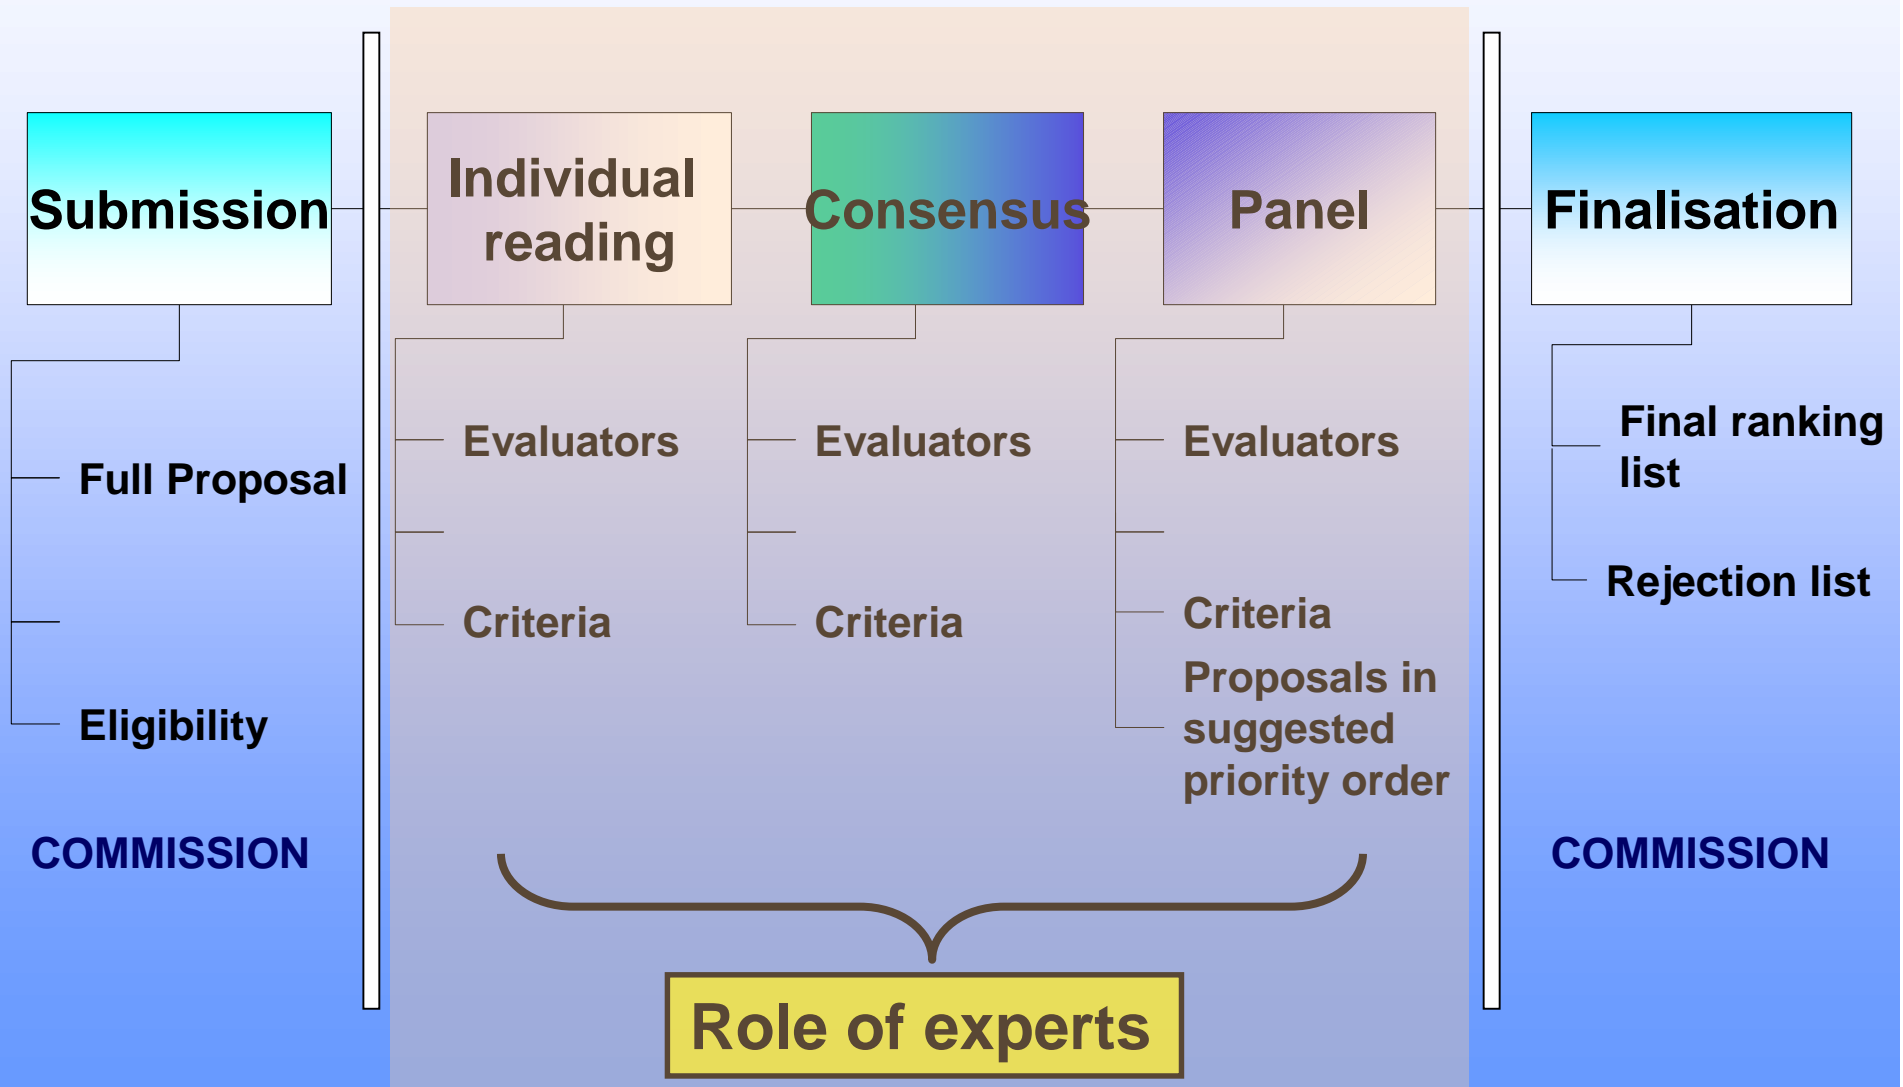 Submission
Individual
reading
Consensus
Panel
Finalisation
Full Proposal
Eligibility
COMMISSION
Evaluators
Criteria
Evaluators
Criteria
Evaluators
Criteria
Proposals in
suggested
priority order
Final ranking
list
Rejection list
COMMISSION
Role of experts